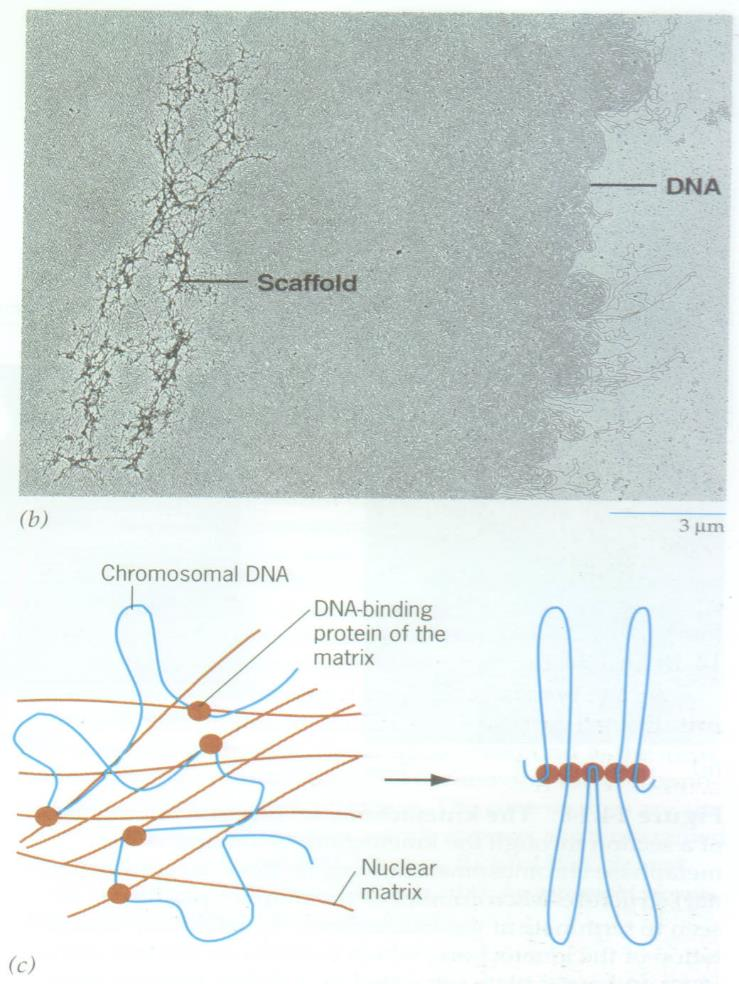 DNA
Scaffold
(b)
3 μm
Chromosomal DNA
DNA-binding
protein of the
matrix
Nuclear
matrix
(c)